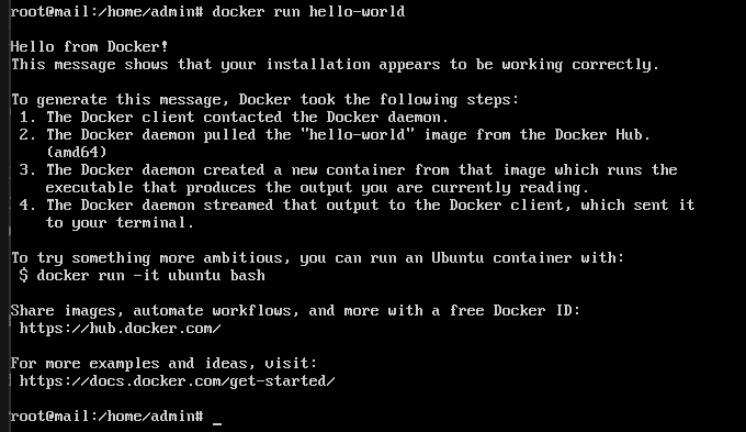 root@mail:/home/admin# docker run hello-world
Hello from Docker!
This message shows that your installation appears to be working correctly.
To generate this message, Docker took the following steps:
1. The Docker client contacted the Docker daemon.
2. The Docker daemon pulled the "hello-world" image from the Docker Hub.
(amd64)
3. The Docker daemon created a new container from that image which runs the
executable that produces the output you are currently reading.
4. The Docker daemon streamed that output to the Docker client, which sent it
to your terminal.
To try something more ambitious, you can run an Ubuntu container with:
$ docker run -it ubuntu bash
Share images, automate workflows, and more with a free Docker ID:
https://hub.docker.com/
For more examples and ideas, visit:
https://docs.docker.com/get-started/
root@mail:/home/admin# _